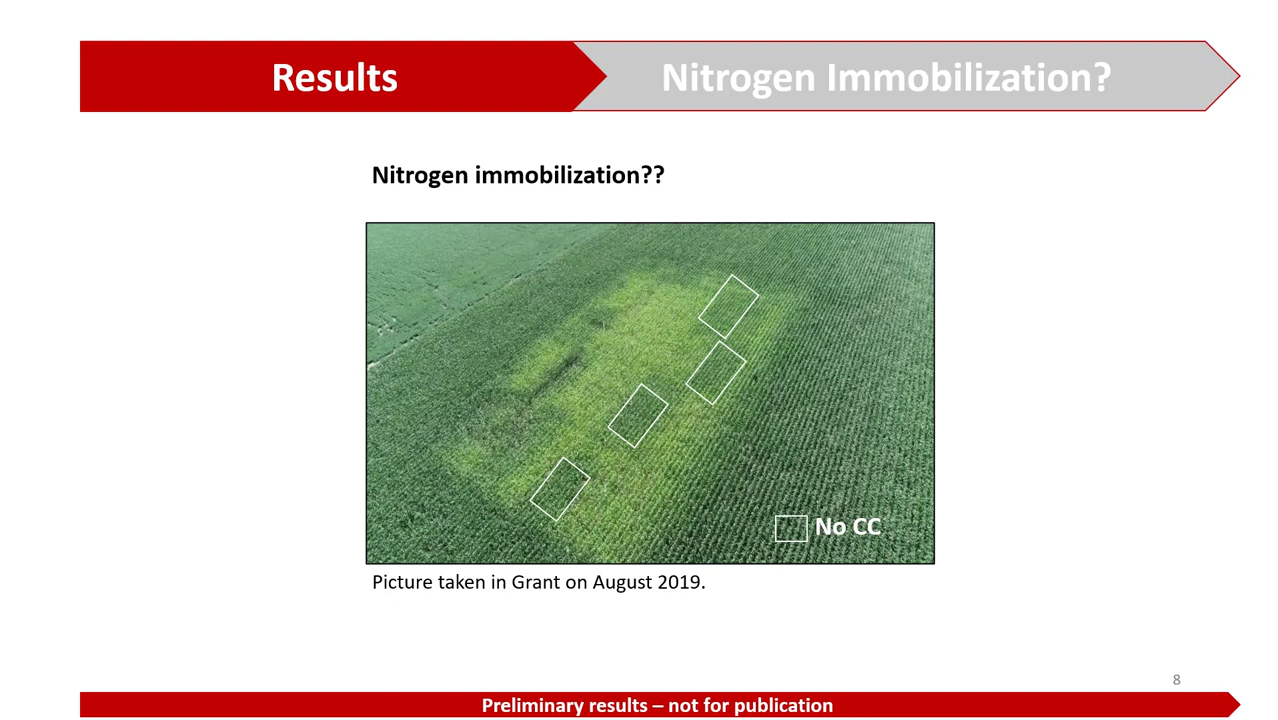 Results
Nitrogen Immobilization?
Nitrogen immobilization??
No CC
Picture taken in Grant on August 2019.
8
Preliminary results – not for publication